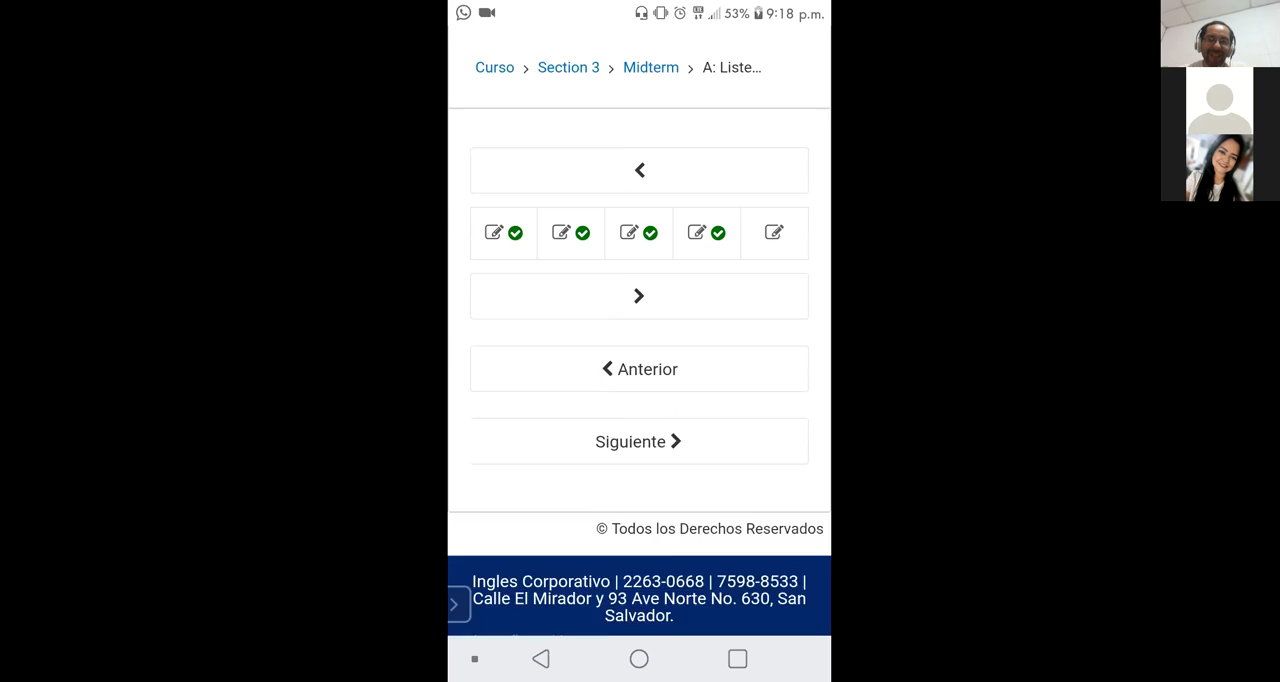 LTE 53% 9:18 p.m.
Curso > Section 3 > Midterm > A: Liste...
Anterior
Siguiente
© Todos los Derechos Reservados
Ingles Corporativo | 2263-0668 | 7598-8533 |
Calle El Mirador y 93 Ave Norte No. 630, San
Salvador.